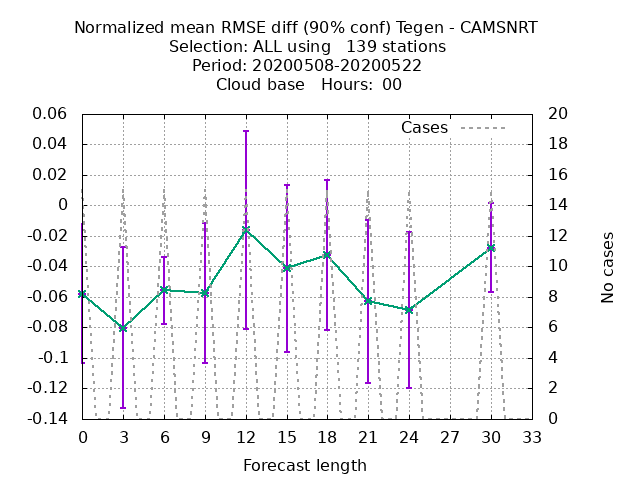 Normalized mean RMSE diff (90% conf) Tegen - CAMSNRT
Selection: ALL using   139 stations
Period: 20200508-20200522
Cloud base   Hours:  00
Cases
0.06
0.04
0.02
0
-0.02
-0.04
-0.06
-0.08
-0.1
-0.12
-0.14
20
18
16
14
12
10
8
6
4
2
0
No cases
0 3 6 9 12 15 18 21 24 27 30 33
Forecast length